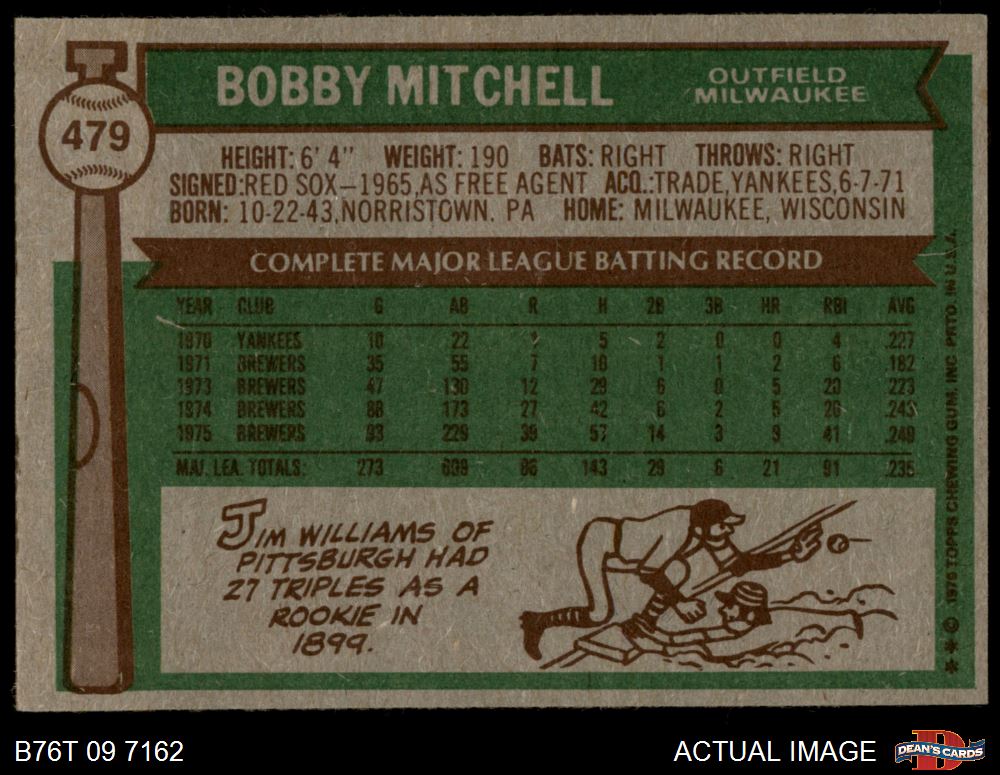 BOBBY MITCHELL
OUTFIELD
MILWAUKEE
479
HEIGHT: 6' 4" WEIGHT: 190 BATS: RIGHT THROWS: RIGHT
SIGNED:RED SOX–1965,AS FREE AGENT ACQ.:TRADE,YANKEES,6-7-71
BORN: 10-22-43,NORRISTOWN. PA HOME: MILWAUKEE, WISCONSIN
COMPLETE MAJOR LEAGUE BATTING RECORD
YEAR CLUB G AB R H 2B 3B HR RBI AVG
1970 YANKEES 10 22 5 2 0 0 4 .227
1971 BREWERS 35 55 7 10 1 1 2 6 .182
1973 BREWERS 47 130 12 29 6 0 5 20 .223
1974 BREWERS 88 173 27 42 6 2 5 20 .243
1975 BREWERS 93 229 39 57 14 3 9 41 .249
MAJ. LEA. TOTALS: 273 609 86 143 29 6 21 91 .235
JIM WILLIAMS OF
PITTSBURGH HAD
27 TRIPLES AS A
ROOKIE IN
1899.
** © 1976 TOPPS CHEWING GUM, INC. PRTD. IN U.S.A.
B76T 09 7162
ACTUAL IMAGE
D
DEAN'S CARDS